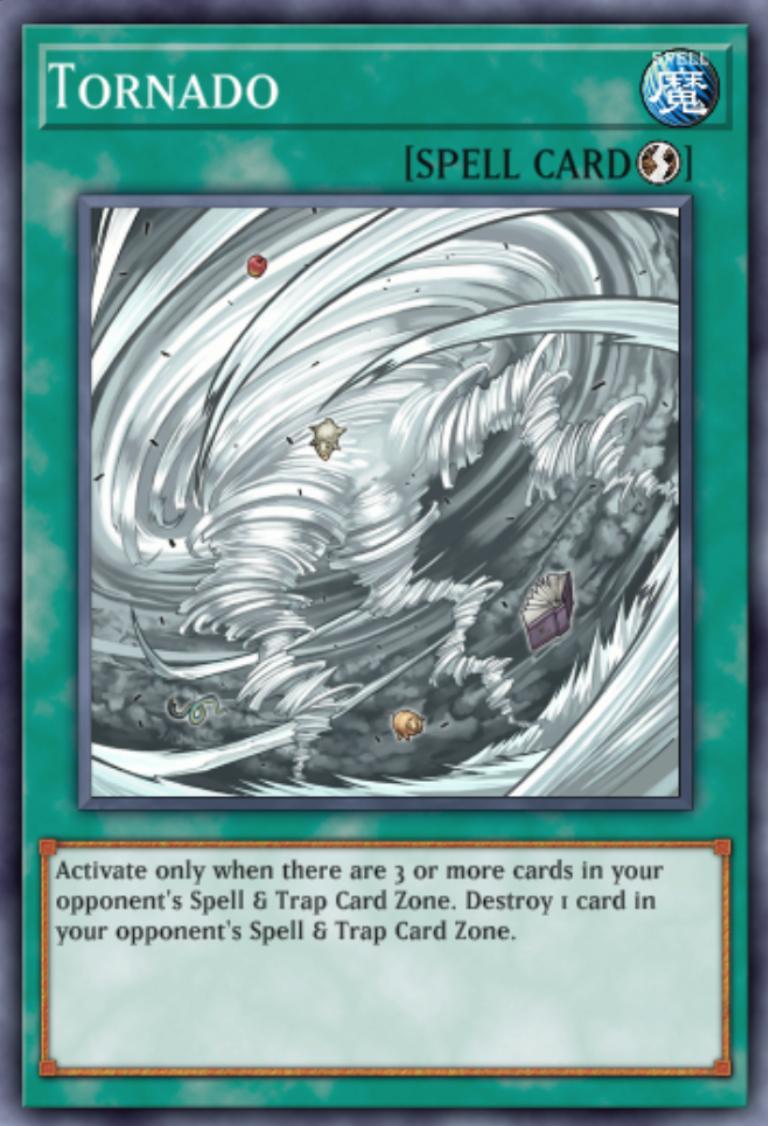 TORNADO
SPELL
魔
[SPELL CARD]
Activate only when there are 3 or more cards in your
opponent's Spell & Trap Card Zone. Destroy 1 card in
your opponent's Spell & Trap Card Zone.